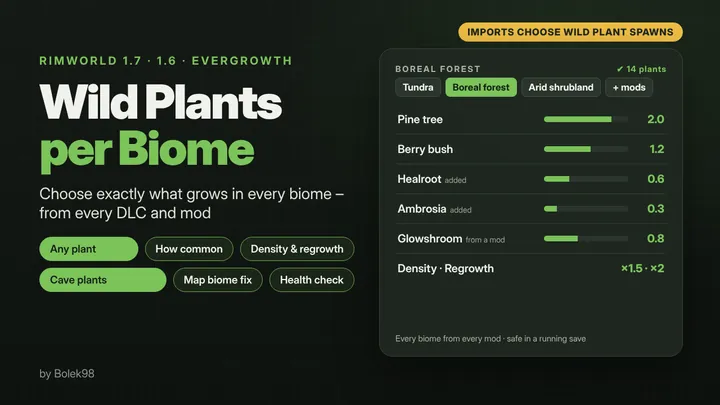 IMPORTS CHOOSE WILD PLANT SPAWNS
RIMWORLD 1.7 · 1.6 · EVERGROWTH
Wild Plants
per Biome
Choose exactly what grows in every biome –
from every DLC and mod
Any plant
How common
Density & regrowth
Cave plants
Map biome fix
Health check
by Bolek98
BOREAL FOREST
✔ 14 plants
Tundra
Boreal forest
Arid shrubland
+ mods
Pine tree 2.0
Berry bush 1.2
Healroot added 0.6
Ambrosia added 0.3
Glowshroom from a mod 0.8
Density · Regrowth ×1.5 · ×2
Every biome from every mod · safe in a running save